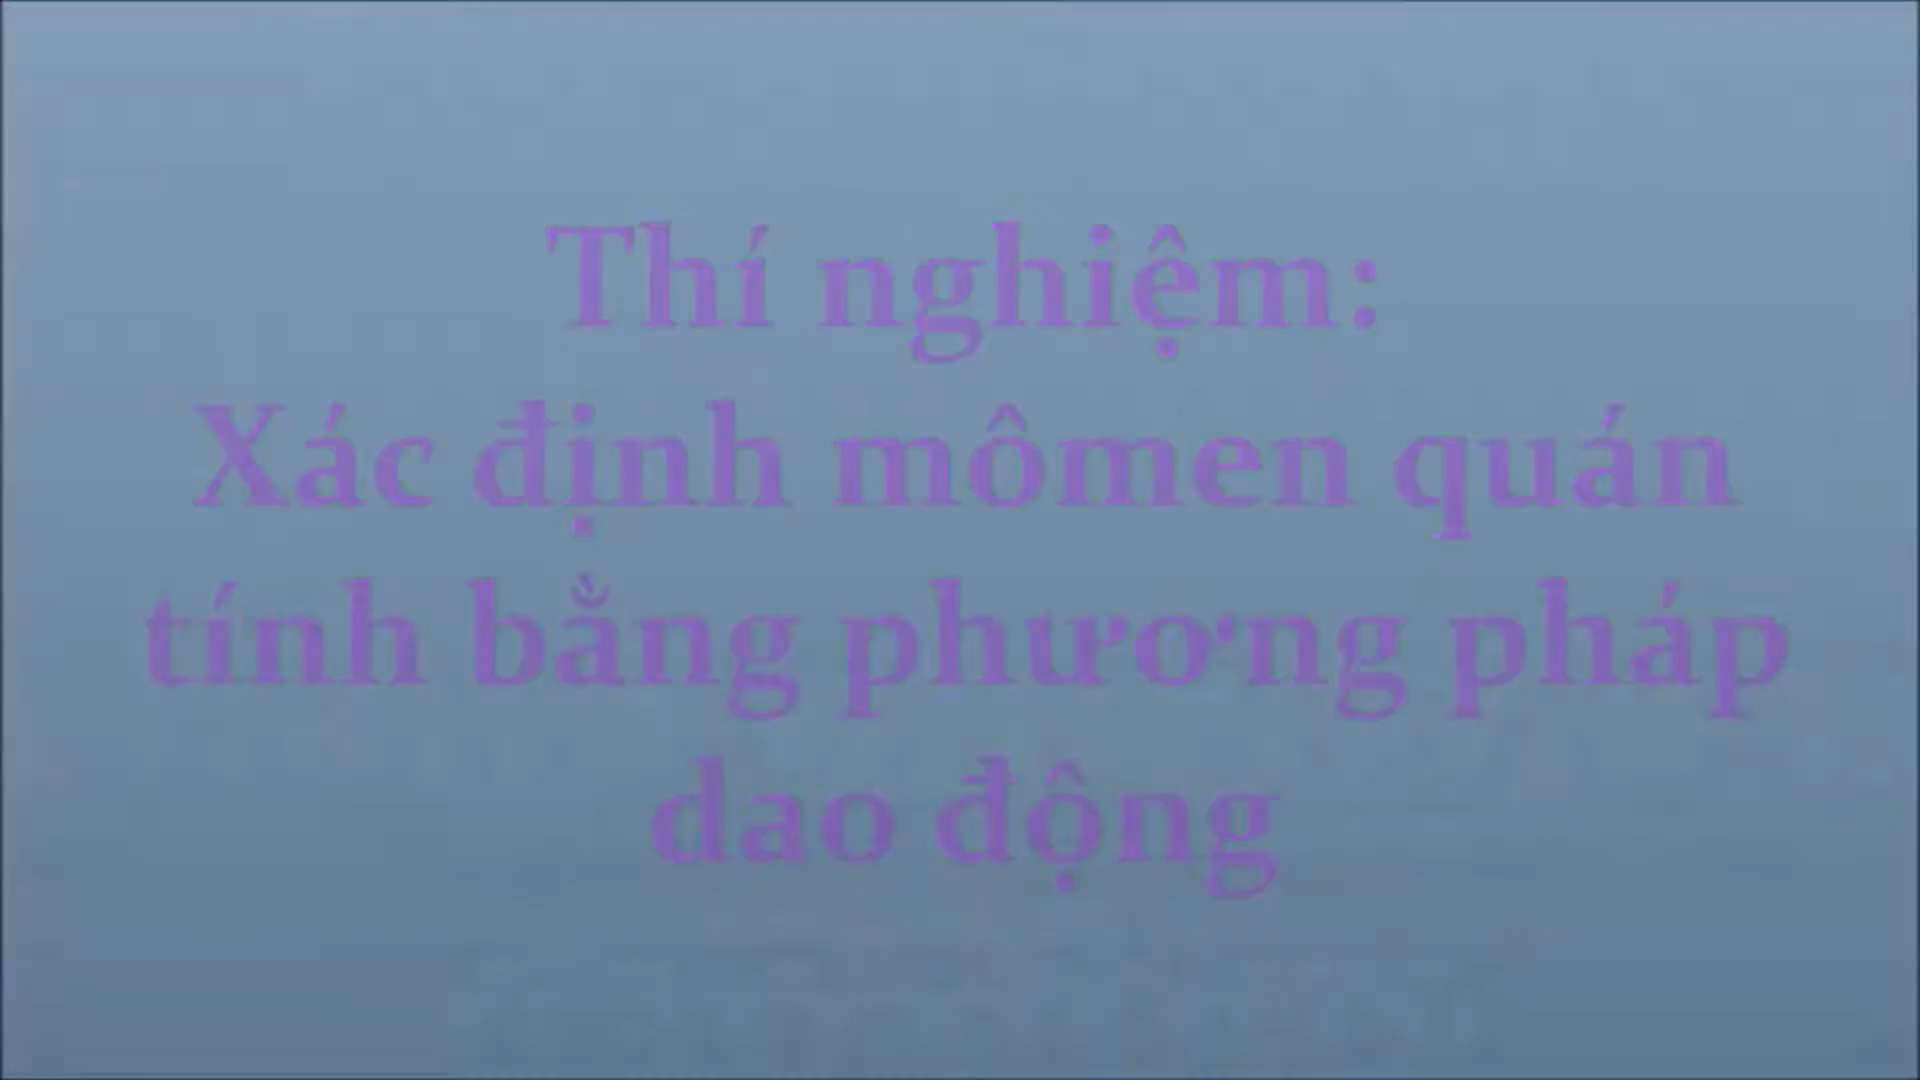 Thí nghiệm:
Xác định mômen quán
tính bằng phương pháp
dao động